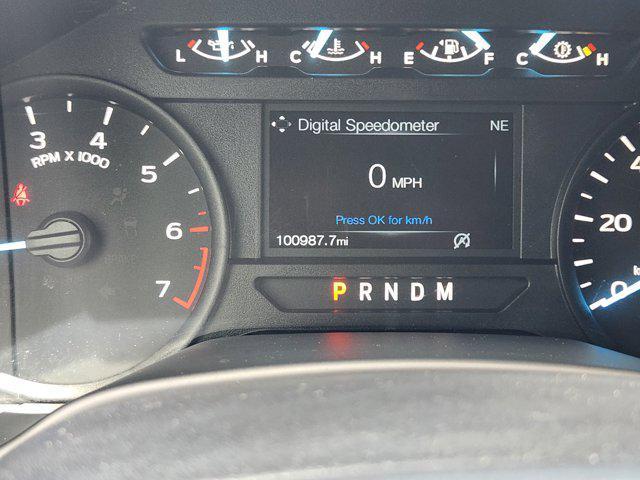 L H C H E F C H
Digital Speedometer NE
0 MPH
Press OK for km/h
100987.7mi
P R N D M
3 4 5 6 7
RPM X 1000
20
0